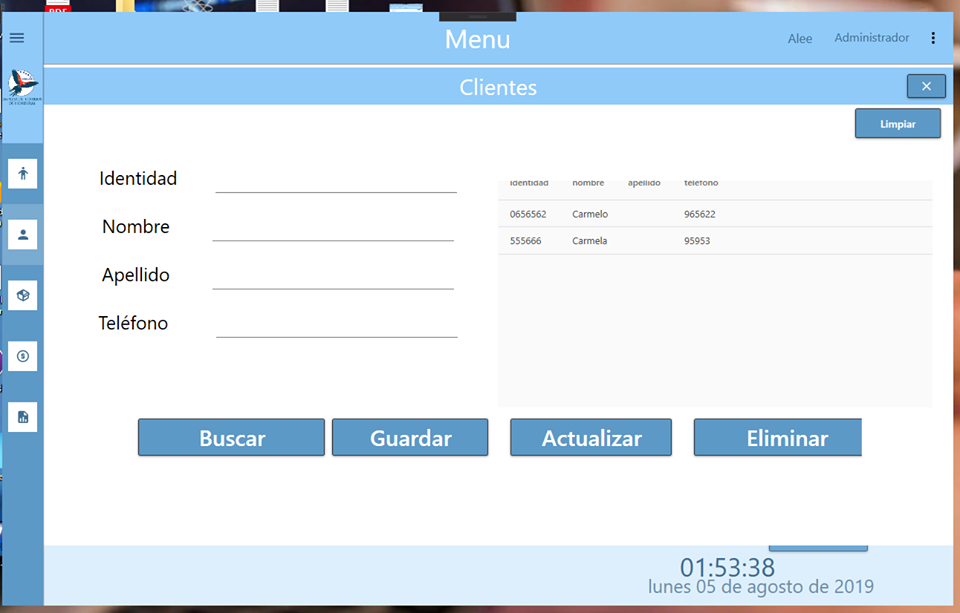 PDF
Menu
Alee Administrador
Clientes
Limpiar
Identidad
Nombre
Apellido
Teléfono
identidad nombre apellido telefono
0656562 Carmelo 965622
555666 Carmela 95953
Buscar Guardar Actualizar Eliminar
01:53:38
lunes 05 de agosto de 2019